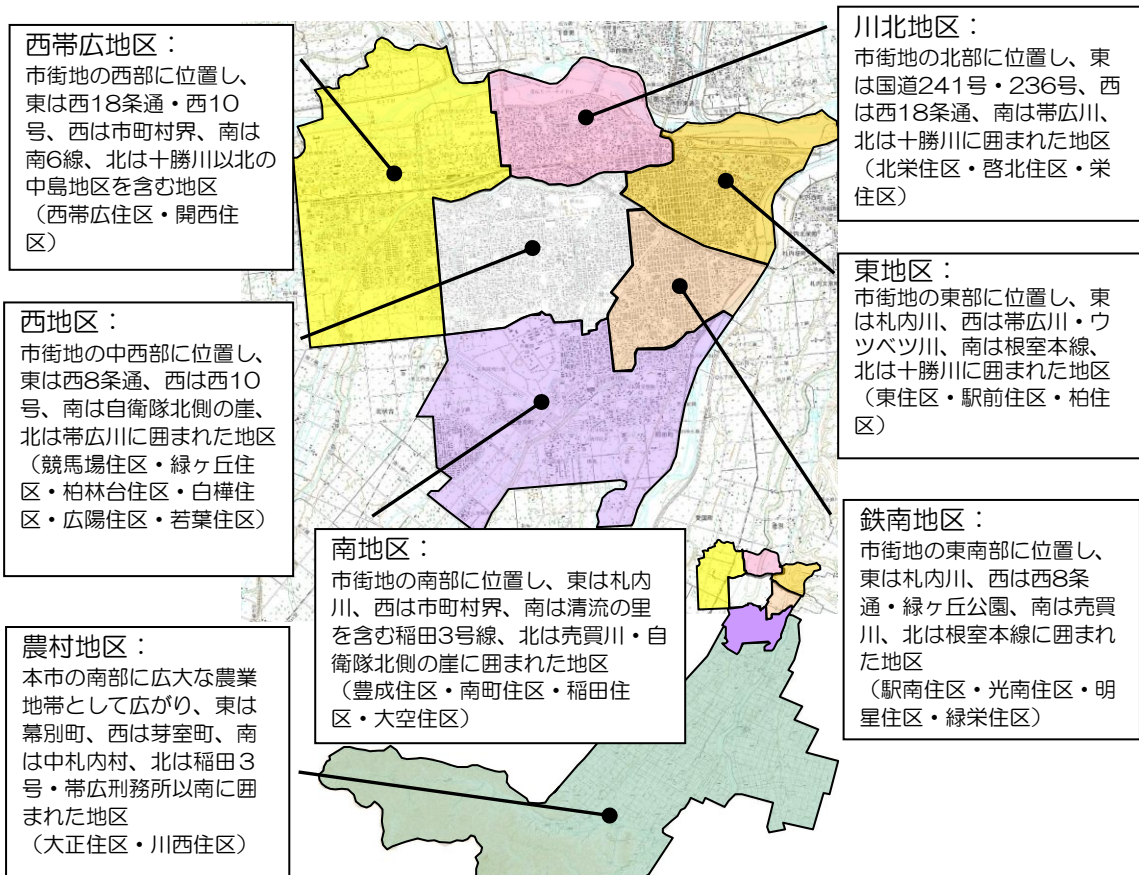 西帯広地区：
市街地の西部に位置し、
東は西18条通・西10
号、西は市町村界、南は
南6線、北は十勝川以北の
中島地区を含む地区
（西帯広住区・開西住
区）
川北地区：
市街地の北部に位置し、東
は国道241号・236号、西
は西18条通、南は帯広川、
北は十勝川に囲まれた地区
（北栄住区・啓北住区・栄
住区）
東地区：
市街地の東部に位置し、東
は札内川、西は帯広川・ウ
ツベツ川、南は根室本線、
北は十勝川に囲まれた地区
（東住区・駅前住区・柏住
区）
西地区：
市街地の中西部に位置し、
東は西8条通、西は西10
号、南は自衛隊北側の崖、
北は帯広川に囲まれた地区
（競馬場住区・緑ヶ丘住
区・柏林台住区・白樺住
区・広陽住区・若葉住区）
鉄南地区：
市街地の東南部に位置し、
東は札内川、西は西8条
通・緑ヶ丘公園、南は売買
川、北は根室本線に囲まれ
た地区
（駅南住区・光南住区・明
星住区・緑栄住区）
南地区：
市街地の南部に位置し、東は札内
川、西は市町村界、南は清流の里
を含む稲田3号線、北は売買川・自
衛隊北側の崖に囲まれた地区
（豊成住区・南町住区・稲田住
区・大空住区）
農村地区：
本市の南部に広大な農業
地帯として広がり、東は
幕別町、西は芽室町、南
は中札内村、北は稲田３
号・帯広刑務所以南に囲
まれた地区
（大正住区・川西住区）